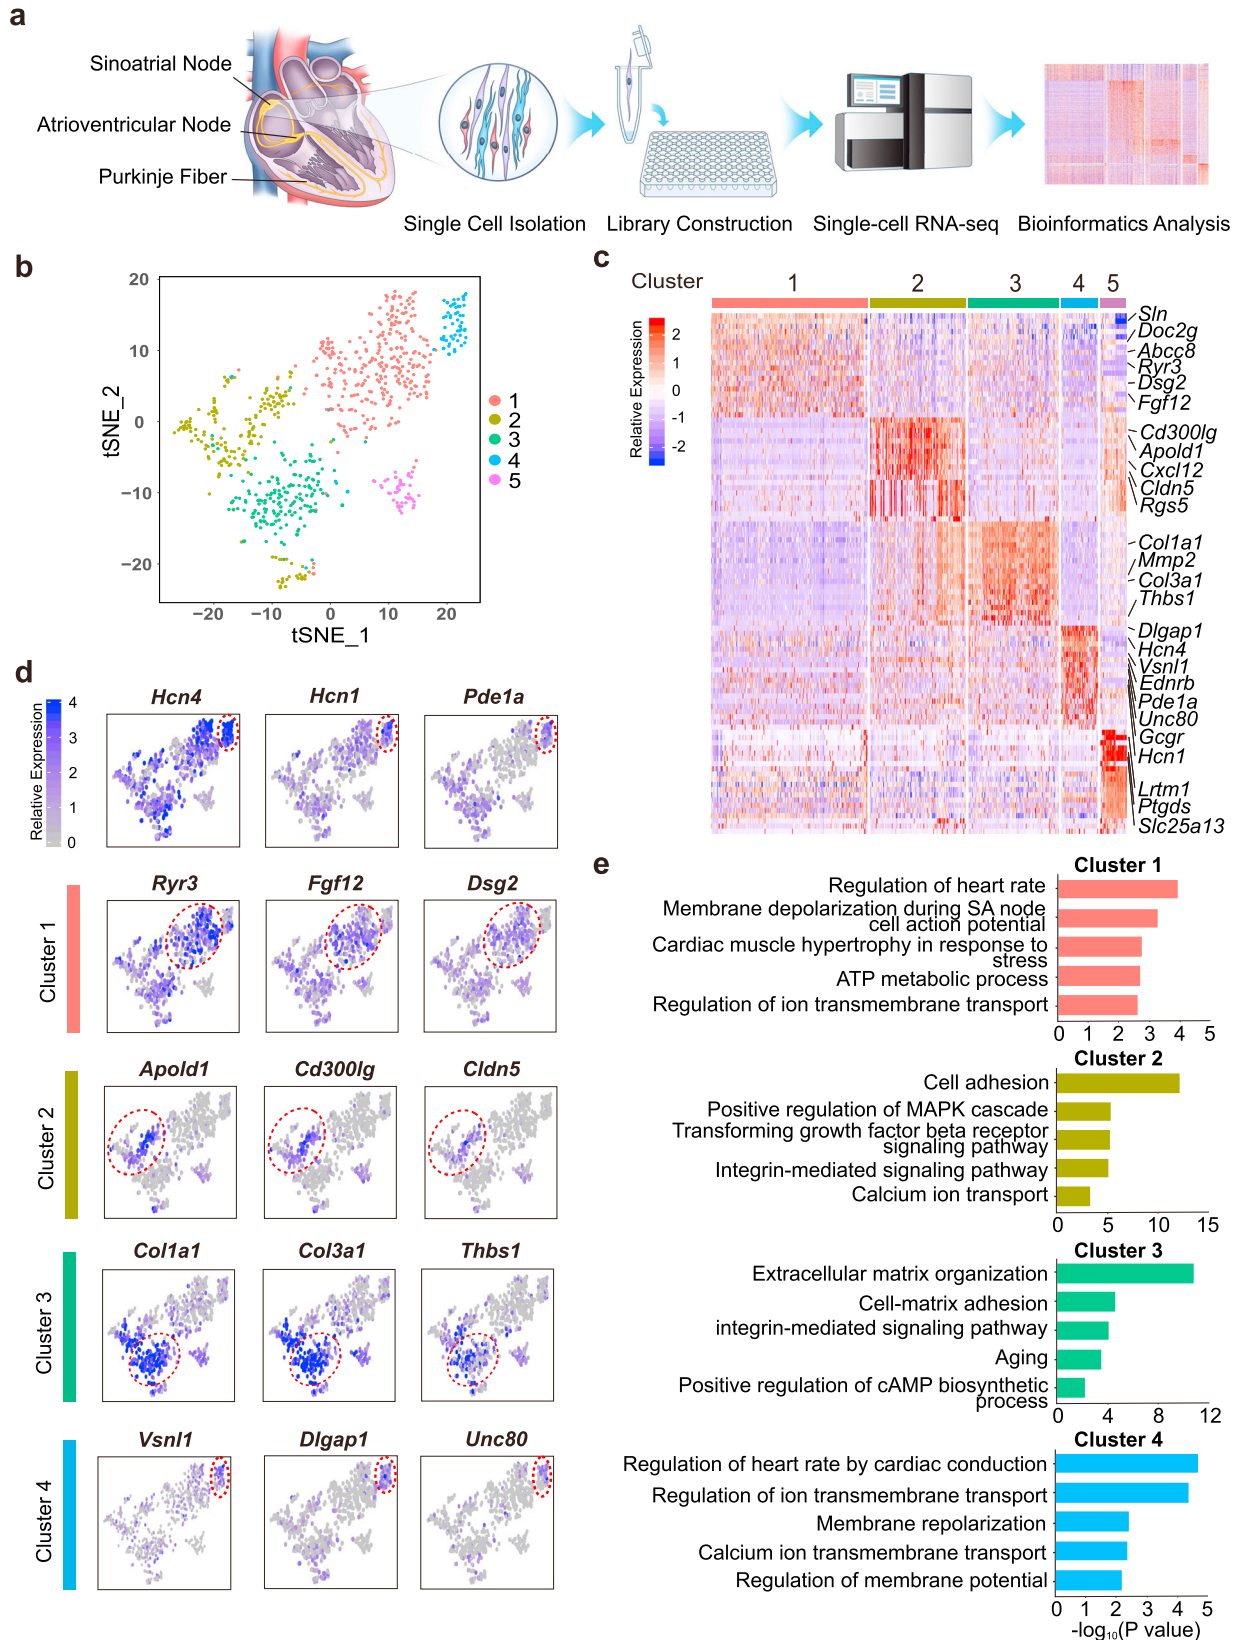 a
Sinoatrial Node
Atrioventricular Node
Purkinje Fiber
Single Cell Isolation
Library Construction
Single-cell RNA-seq
Bioinformatics Analysis
b
20
10
0
−10
−20
tSNE_2
−20
−10
0
10
20
tSNE_1
1
2
3
4
5
c
Cluster
1
2
3
4
5
Relative Expression
2
1
0
-1
-2
Sln
Doc2g
Abcc8
Ryr3
Dsg2
Fgf12
Cd300lg
Apold1
Cxcl12
Cldn5
Rgs5
Col1a1
Mmp2
Col3a1
Thbs1
Dlgap1
Hcn4
Vsnl1
Ednrb
Pde1a
Unc80
Gcgr
Hcn1
Lrtm1
Ptgds
Slc25a13
d
Relative Expression
4
3
2
1
0
Hcn4
Hcn1
Pde1a
Cluster 1
Ryr3
Fgf12
Dsg2
Cluster 2
Apold1
Cd300lg
Cldn5
Cluster 3
Col1a1
Col3a1
Thbs1
Cluster 4
Vsnl1
Dlgap1
Unc80
e
Cluster 1
Regulation of heart rate
Membrane depolarization during SA node
cell action potential
Cardiac muscle hypertrophy in response to
stress
ATP metabolic process
Regulation of ion transmembrane transport
0 1 2 3 4 5
Cluster 2
Cell adhesion
Positive regulation of MAPK cascade
Transforming growth factor beta receptor
signaling pathway
Integrin-mediated signaling pathway
Calcium ion transport
0 5 10 15
Cluster 3
Extracellular matrix organization
Cell-matrix adhesion
integrin-mediated signaling pathway
Aging
Positive regulation of cAMP biosynthetic
process
0 4 8 12
Cluster 4
Regulation of heart rate by cardiac conduction
Regulation of ion transmembrane transport
Membrane repolarization
Calcium ion transmembrane transport
Regulation of membrane potential
0 1 2 3 4 5
-log₁₀(P value)